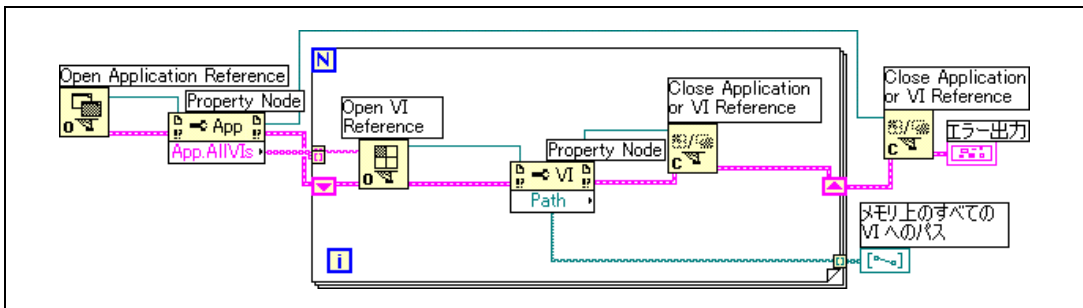 Open Application Reference
O
Property Node
App
App.AllVIs
N
Open VI
Reference
O
Property Node
VI
Path
Close Application
or VI Reference
C
i
Close Application
or VI Reference
C
エラー出力
メモリ上のすべての
VI へのパス